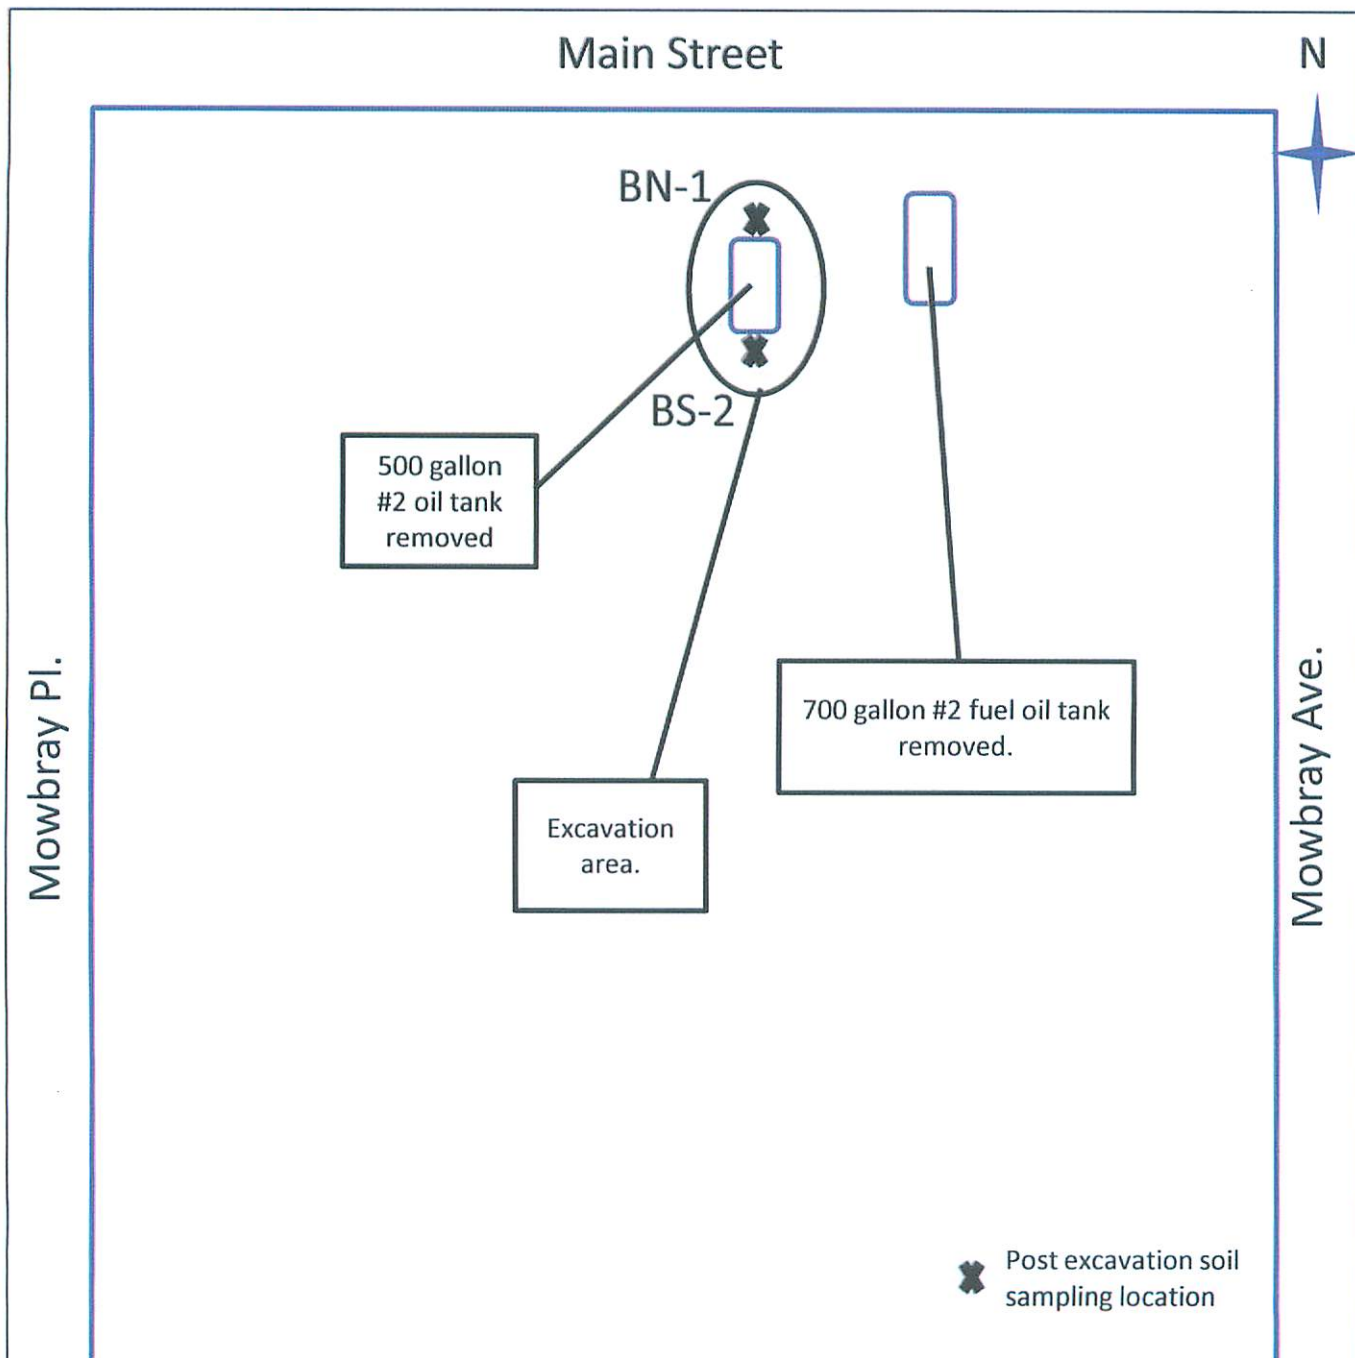 Main Street
N
BN-1
BS-2
500 gallon
#2 oil tank
removed
Mowbray Pl.
700 gallon #2 fuel oil tank
removed.
Mowbray Ave.
Excavation
area.
Post excavation soil
sampling location